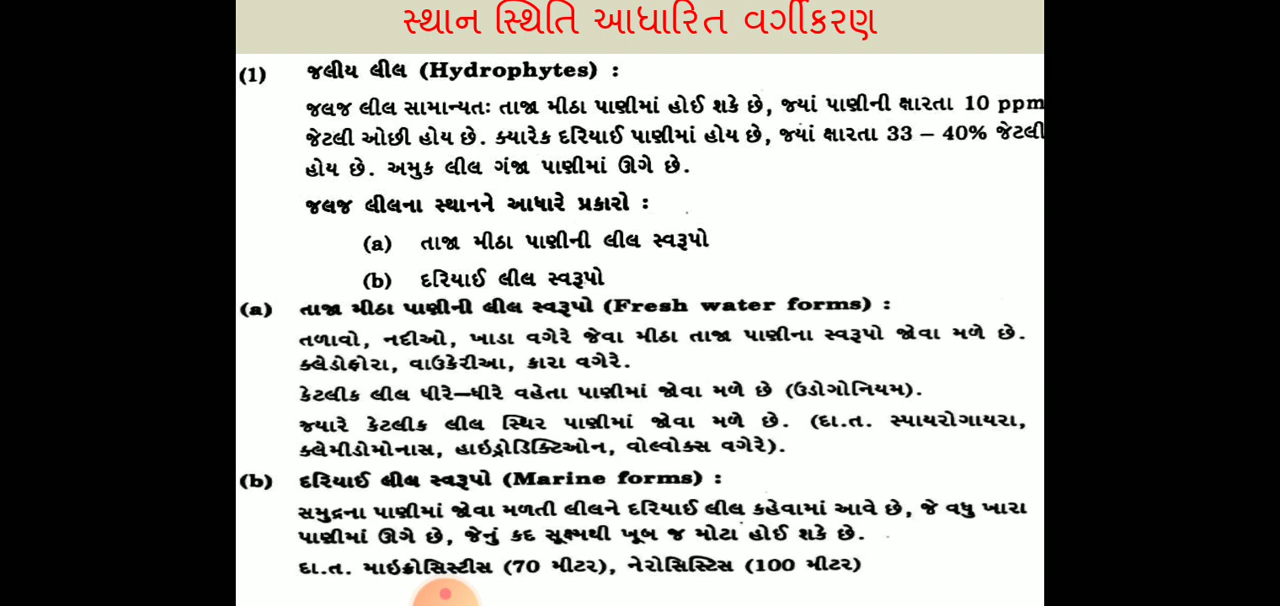 સ્થાન સ્થિતિ આધારિત વર્ગીકરણ
(1) જલીય લીલ (Hydrophytes) :
જલજ લીલ સામાન્યતઃ તાજા મીઠા પાણીમાં હોઈ શકે છે, જ્યાં પાણીની ક્ષારતા 10 ppm
જેટલી ઓછી હોય છે. ક્યારેક દરિયાઈ પાણીમાં હોય છે, જ્યાં ક્ષારતા 33 – 40% જેટલી
હોય છે. અમુક લીલ ગંજા પાણીમાં ઊગે છે.
જલજ લીલના સ્થાનને આધારે પ્રકારો :
(a) તાજા મીઠા પાણીની લીલ સ્વરૂપો
(b) દરિયાઈ લીલ સ્વરૂપો
(a) તાજા મીઠા પાણીની લીલ સ્વરૂપો (Fresh water forms) :
તળાવો, નદીઓ, ખાડા વગેરે જેવા મીઠા તાજા પાણીના સ્વરૂપો જોવા મળે છે.
ક્લેડોફોરા, વાઉકેરીઆ, કારા વગેરે.
કેટલીક લીલ ધીરે–ધીરે વહેતા પાણીમાં જોવા મળે છે (ઉડોગોનિયમ).
જ્યારે કેટલીક લીલ સ્થિર પાણીમાં જોવા મળે છે. (દા.ત. સ્પાયરોગાયરા,
ક્લેમીડોમોનાસ, હાઇડ્રોડિક્ટિઓન, વોલ્વોક્સ વગેરે).
(b) દરિયાઈ લીલ સ્વરૂપો (Marine forms) :
સમુદ્રના પાણીમાં જોવા મળતી લીલને દરિયાઈ લીલ કહેવામાં આવે છે, જે વધુ ખારા
પાણીમાં ઊગે છે, જેનું કદ સૂક્ષ્મથી ખૂબ જ મોટા હોઈ શકે છે.
દા.ત. માઇક્રોસિસ્ટીસ (70 મીટર), નેરોસિસ્ટિસ (100 મીટર)